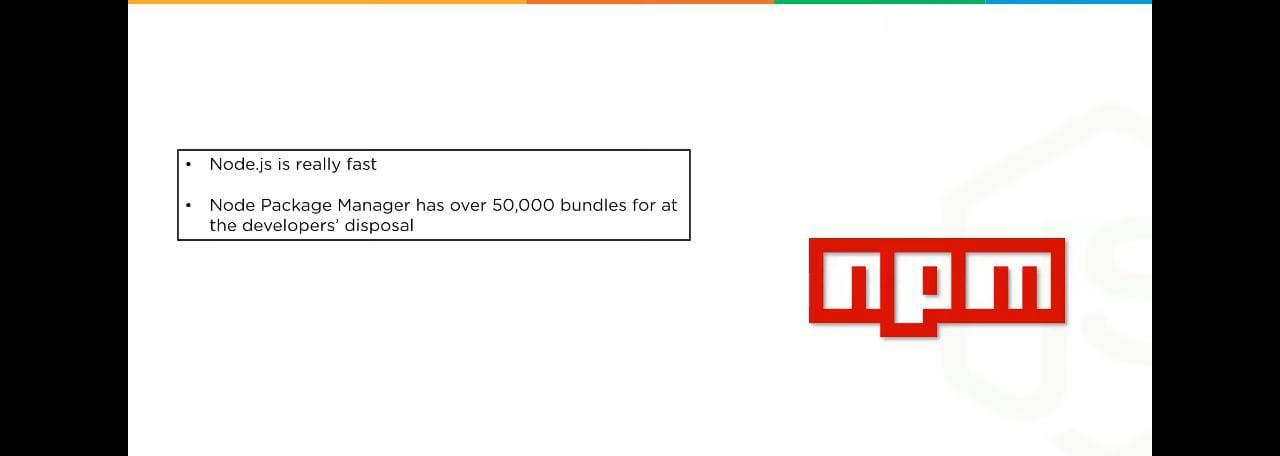 • Node.js is really fast
• Node Package Manager has over 50,000 bundles for at
the developers’ disposal
npm